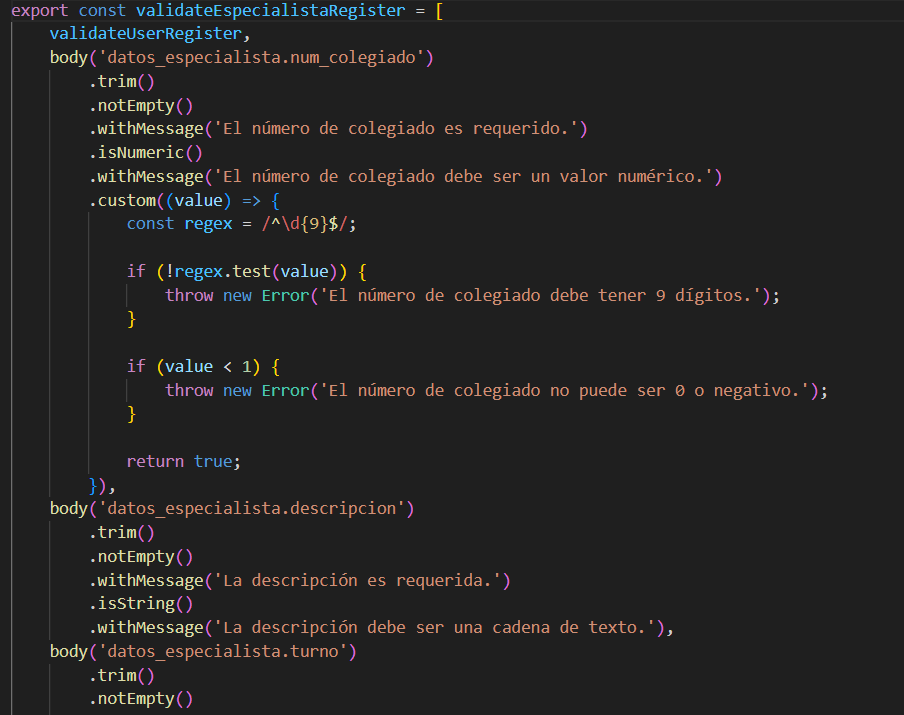 export const validateEspecialistaRegister = [
validateUserRegister,
body('datos_especialista.num_colegiado')
.trim()
.notEmpty()
.withMessage('El número de colegiado es requerido.')
.isNumeric()
.withMessage('El número de colegiado debe ser un valor numérico.')
.custom((value) => {
const regex = /^\d{9}$/;
if (!regex.test(value)) {
throw new Error('El número de colegiado debe tener 9 dígitos.');
}
if (value < 1) {
throw new Error('El número de colegiado no puede ser 0 o negativo.');
}
return true;
}),
body('datos_especialista.descripcion')
.trim()
.notEmpty()
.withMessage('La descripción es requerida.')
.isString()
.withMessage('La descripción debe ser una cadena de texto.'),
body('datos_especialista.turno')
.trim()
.notEmpty()